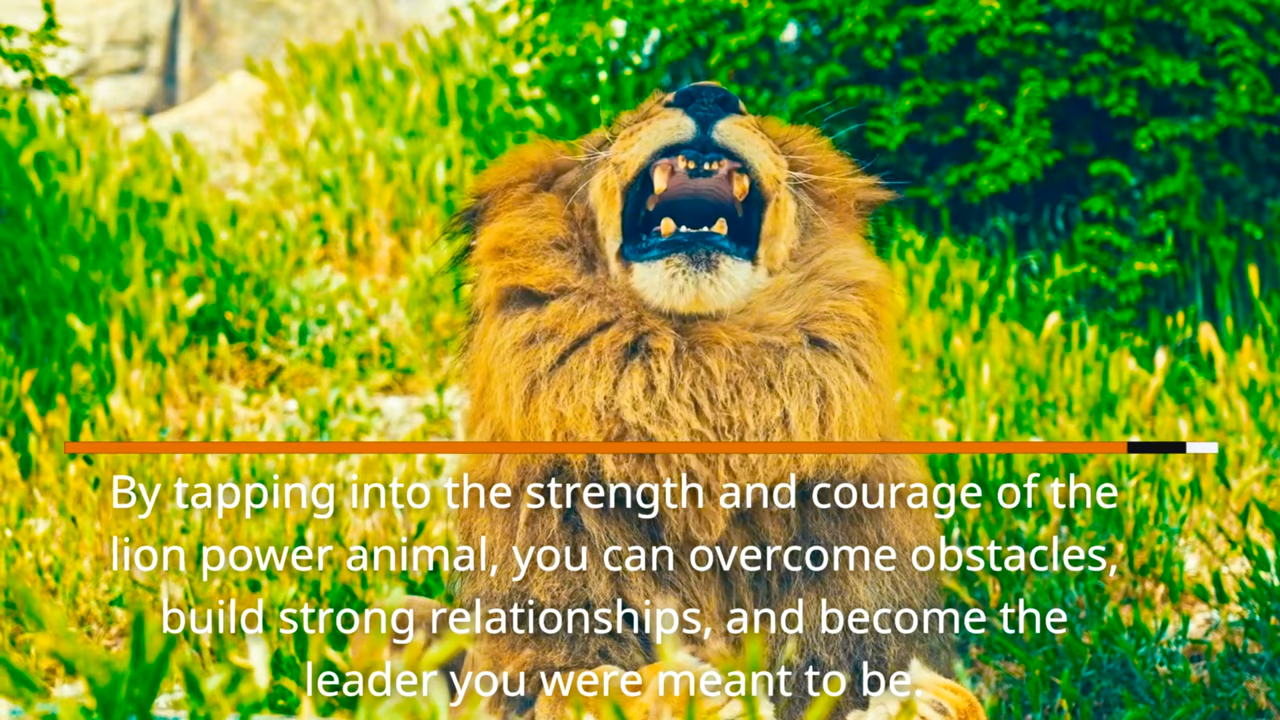 By tapping into the strength and courage of the
lion power animal, you can overcome obstacles,
build strong relationships, and become the
leader you were meant to be.